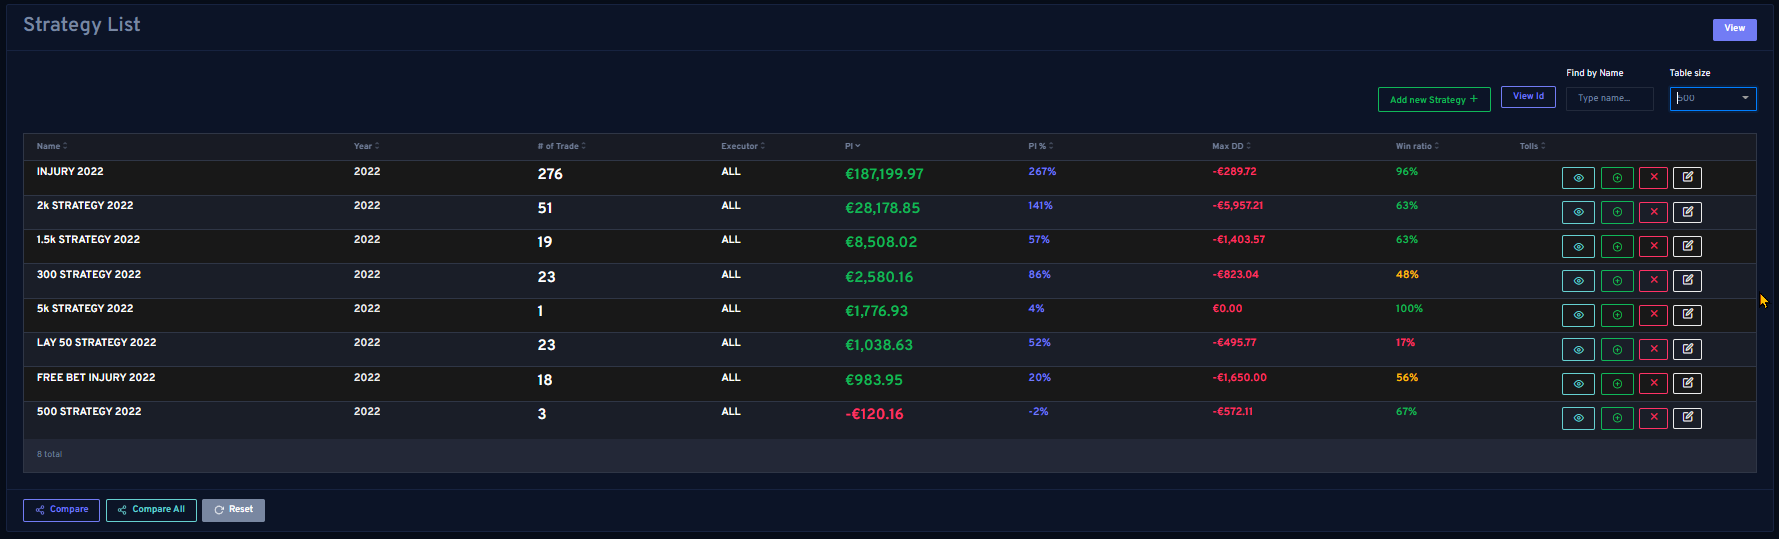 Strategy List
View
Find by Name Table size
Add new Strategy + View Id Type name... 500
Name Year # of Trade Executor Pl Pl % Max DD Win ratio Tolls
INJURY 2022 2022 276 ALL €187,199.97 267% -€289.72 96%
2k STRATEGY 2022 2022 51 ALL €28,178.85 141% -€5,957.21 63%
1.5k STRATEGY 2022 2022 19 ALL €8,508.02 57% -€1,403.57 63%
300 STRATEGY 2022 2022 23 ALL €2,580.16 86% -€823.04 48%
5k STRATEGY 2022 2022 1 ALL €1,776.93 4% €0.00 100%
LAY 50 STRATEGY 2022 2022 23 ALL €1,038.63 52% -€495.77 17%
FREE BET INJURY 2022 2022 18 ALL €983.95 20% -€1,650.00 56%
500 STRATEGY 2022 2022 3 ALL -€120.16 -2% -€572.11 67%
8 total
Compare Compare All Reset